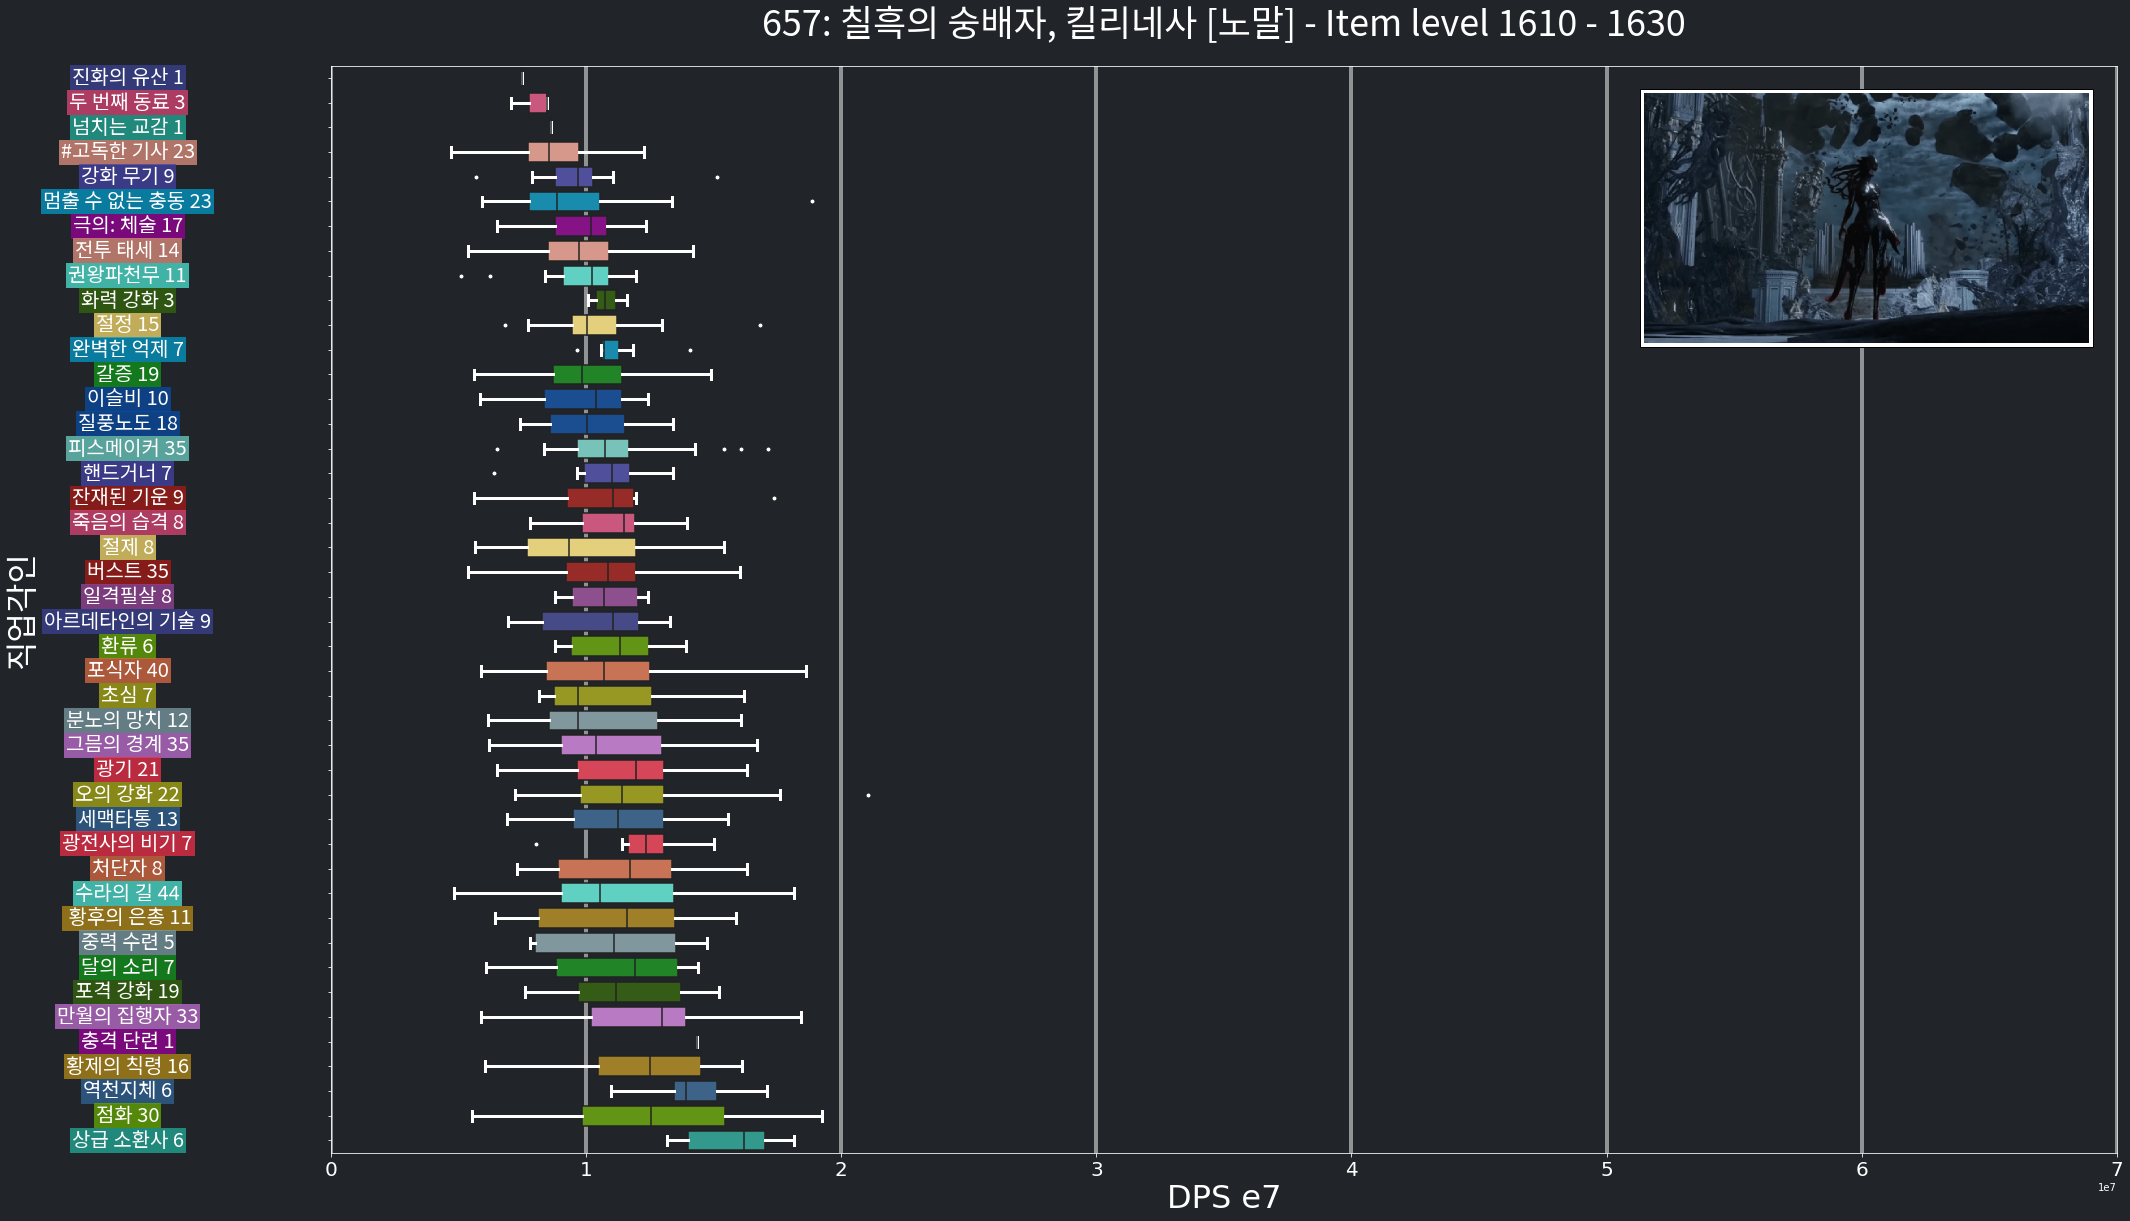 657: 칠흑의 숭배자, 킬리네사 [노말] - Item level 1610 - 1630
직업각인
진화의 유산 1
두 번째 동료 3
넘치는 교감 1
#고독한 기사 23
강화 무기 9
멈출 수 없는 충동 23
극의: 체술 17
전투 태세 14
권왕파천무 11
화력 강화 3
절정 15
완벽한 억제 7
갈증 19
이슬비 10
질풍노도 18
피스메이커 35
핸드거너 7
잔재된 기운 9
죽음의 습격 8
절제 8
버스트 35
일격필살 8
아르데타인의 기술 9
환류 6
포식자 40
초심 7
분노의 망치 12
그믐의 경계 35
광기 21
오의 강화 22
세맥타통 13
광전사의 비기 7
처단자 8
수라의 길 44
황후의 은총 11
중력 수련 5
달의 소리 7
포격 강화 19
만월의 집행자 33
충격 단련 1
황제의 칙령 16
역천지체 6
점화 30
상급 소환사 6
0 1 2 3 4 5 6 7
1e7
DPS e7